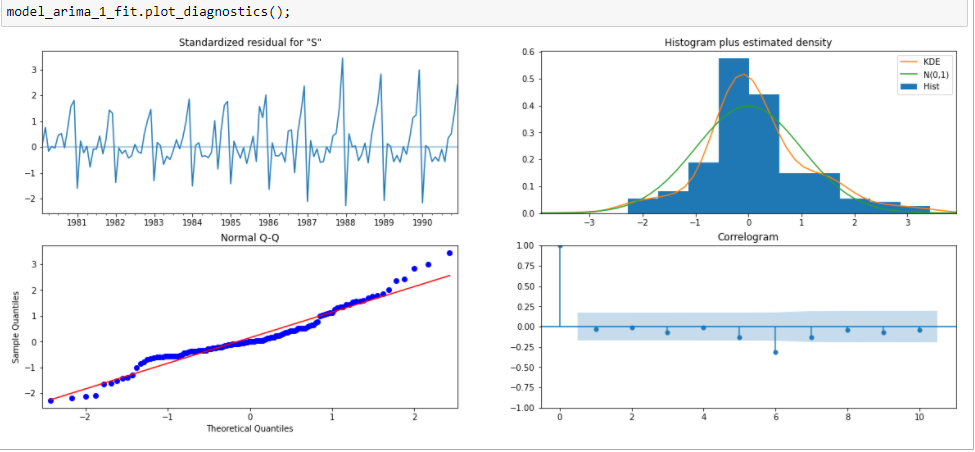 model_arima_1_fit.plot_diagnostics();
Standardized residual for "S"
3
2
1
0
−1
−2
1981 1982 1983 1984 1985 1986 1987 1988 1989 1990
Histogram plus estimated density
KDE
N(0,1)
Hist
0.6
0.5
0.4
0.3
0.2
0.1
0.0
−3 −2 −1 0 1 2 3
Normal Q-Q
Sample Quantiles
3
2
1
0
−1
−2
−2 −1 0 1 2
Theoretical Quantiles
Correlogram
1.00
0.75
0.50
0.25
0.00
−0.25
−0.50
−0.75
−1.00
0 2 4 6 8 10